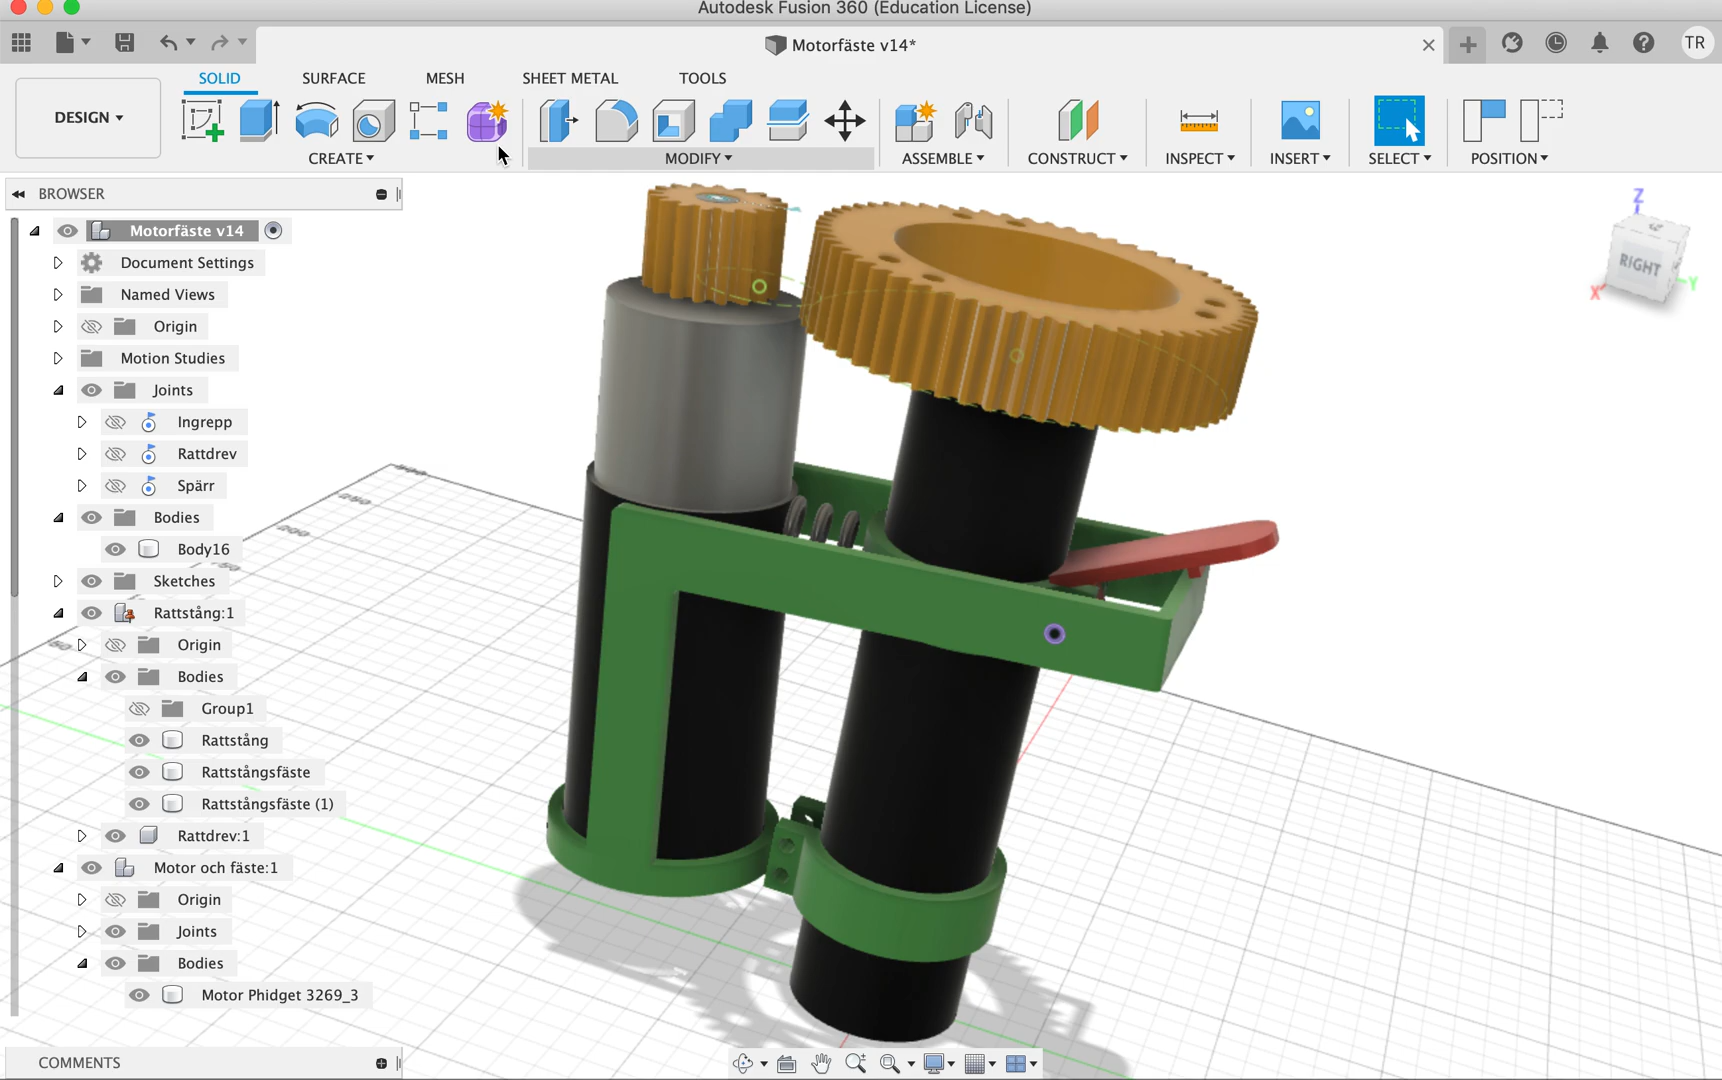 Autodesk Fusion 360 (Education License)
Motorfäste v14*
TR
SOLID
SURFACE
MESH
SHEET METAL
TOOLS
DESIGN
CREATE
MODIFY
ASSEMBLE
CONSTRUCT
INSPECT
INSERT
SELECT
POSITION
BROWSER
Motorfäste v14
Document Settings
Named Views
Origin
Motion Studies
Joints
Ingrepp
Rattdrev
Spärr
Bodies
Body16
Sketches
Rattstång:1
Origin
Bodies
Group1
Rattstång
Rattstångsfäste
Rattstångsfäste (1)
Rattdrev:1
Motor och fäste:1
Origin
Joints
Bodies
Motor Phidget 3269_3
COMMENTS
Z
RIGHT
X
Y